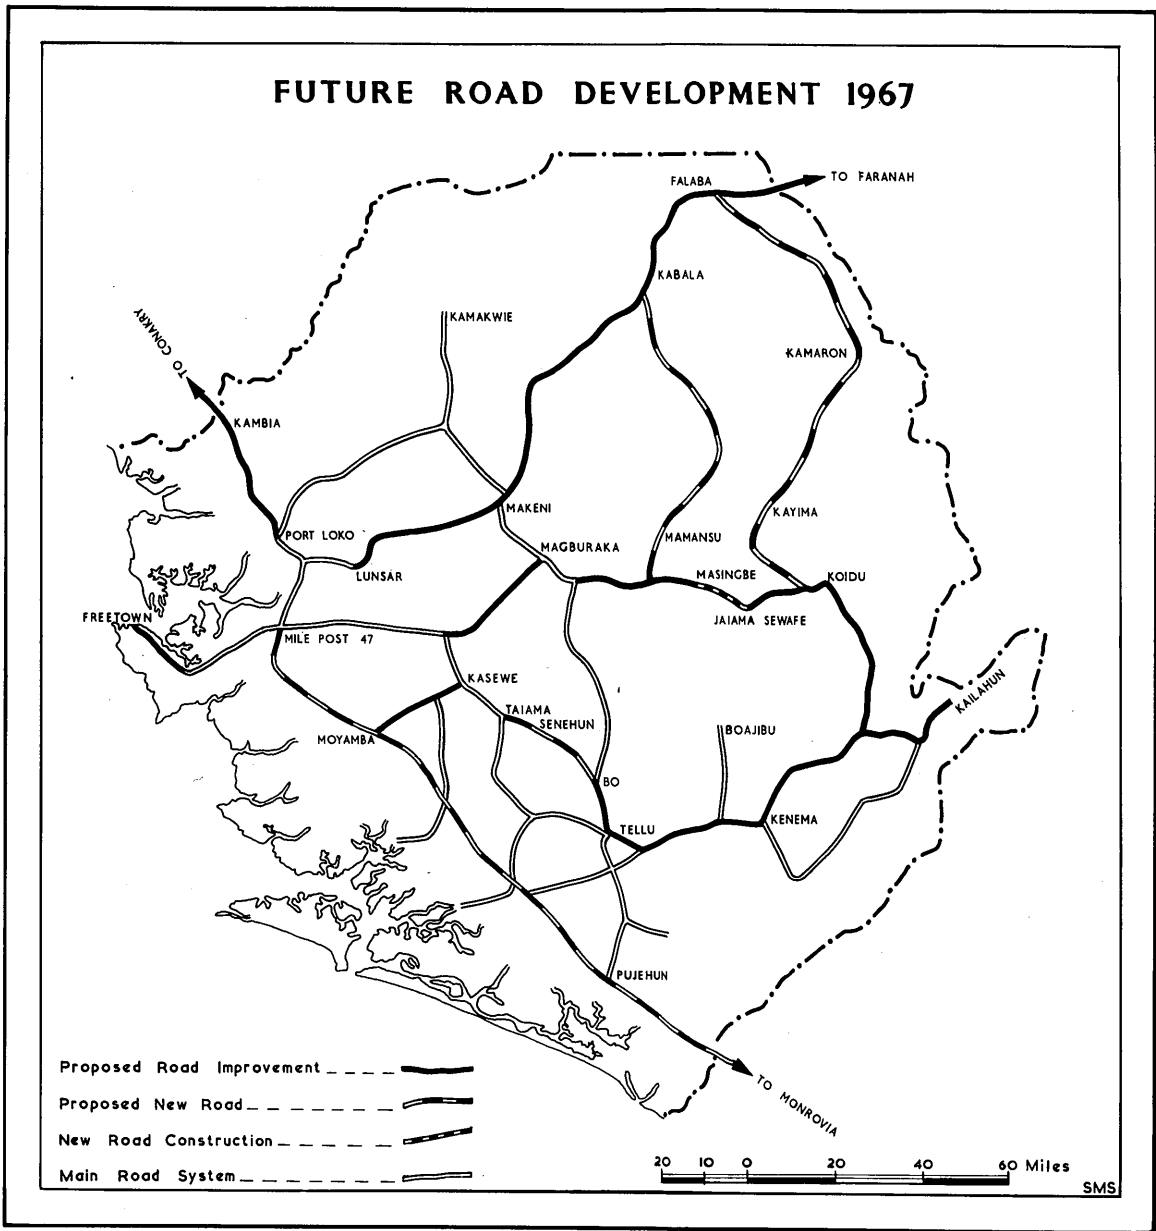 FUTURE ROAD DEVELOPMENT 1967
FALABA
TO FARANAH
KABALA
TO CONAKRY
KAMAKWIE
KAMARON
KAMBIA
MAKENI
KAYIMA
PORT LOKO
MAGBURAKA
MAMANSU
LUNSAR
MASINGBE
KOIDU
FREETOWN
JAIAMA SEWAFE
MILE POST 47
KASEWE
KAILAHUN
TAIAMA
SENEHUN
MOYAMBA
BOAJIBU
BO
TELLU
KENEMA
PUJEHUN
TO MONROVIA
Proposed Road Improvement
Proposed New Road
New Road Construction
Main Road System
20 10 0 20 40 60 Miles
SMS